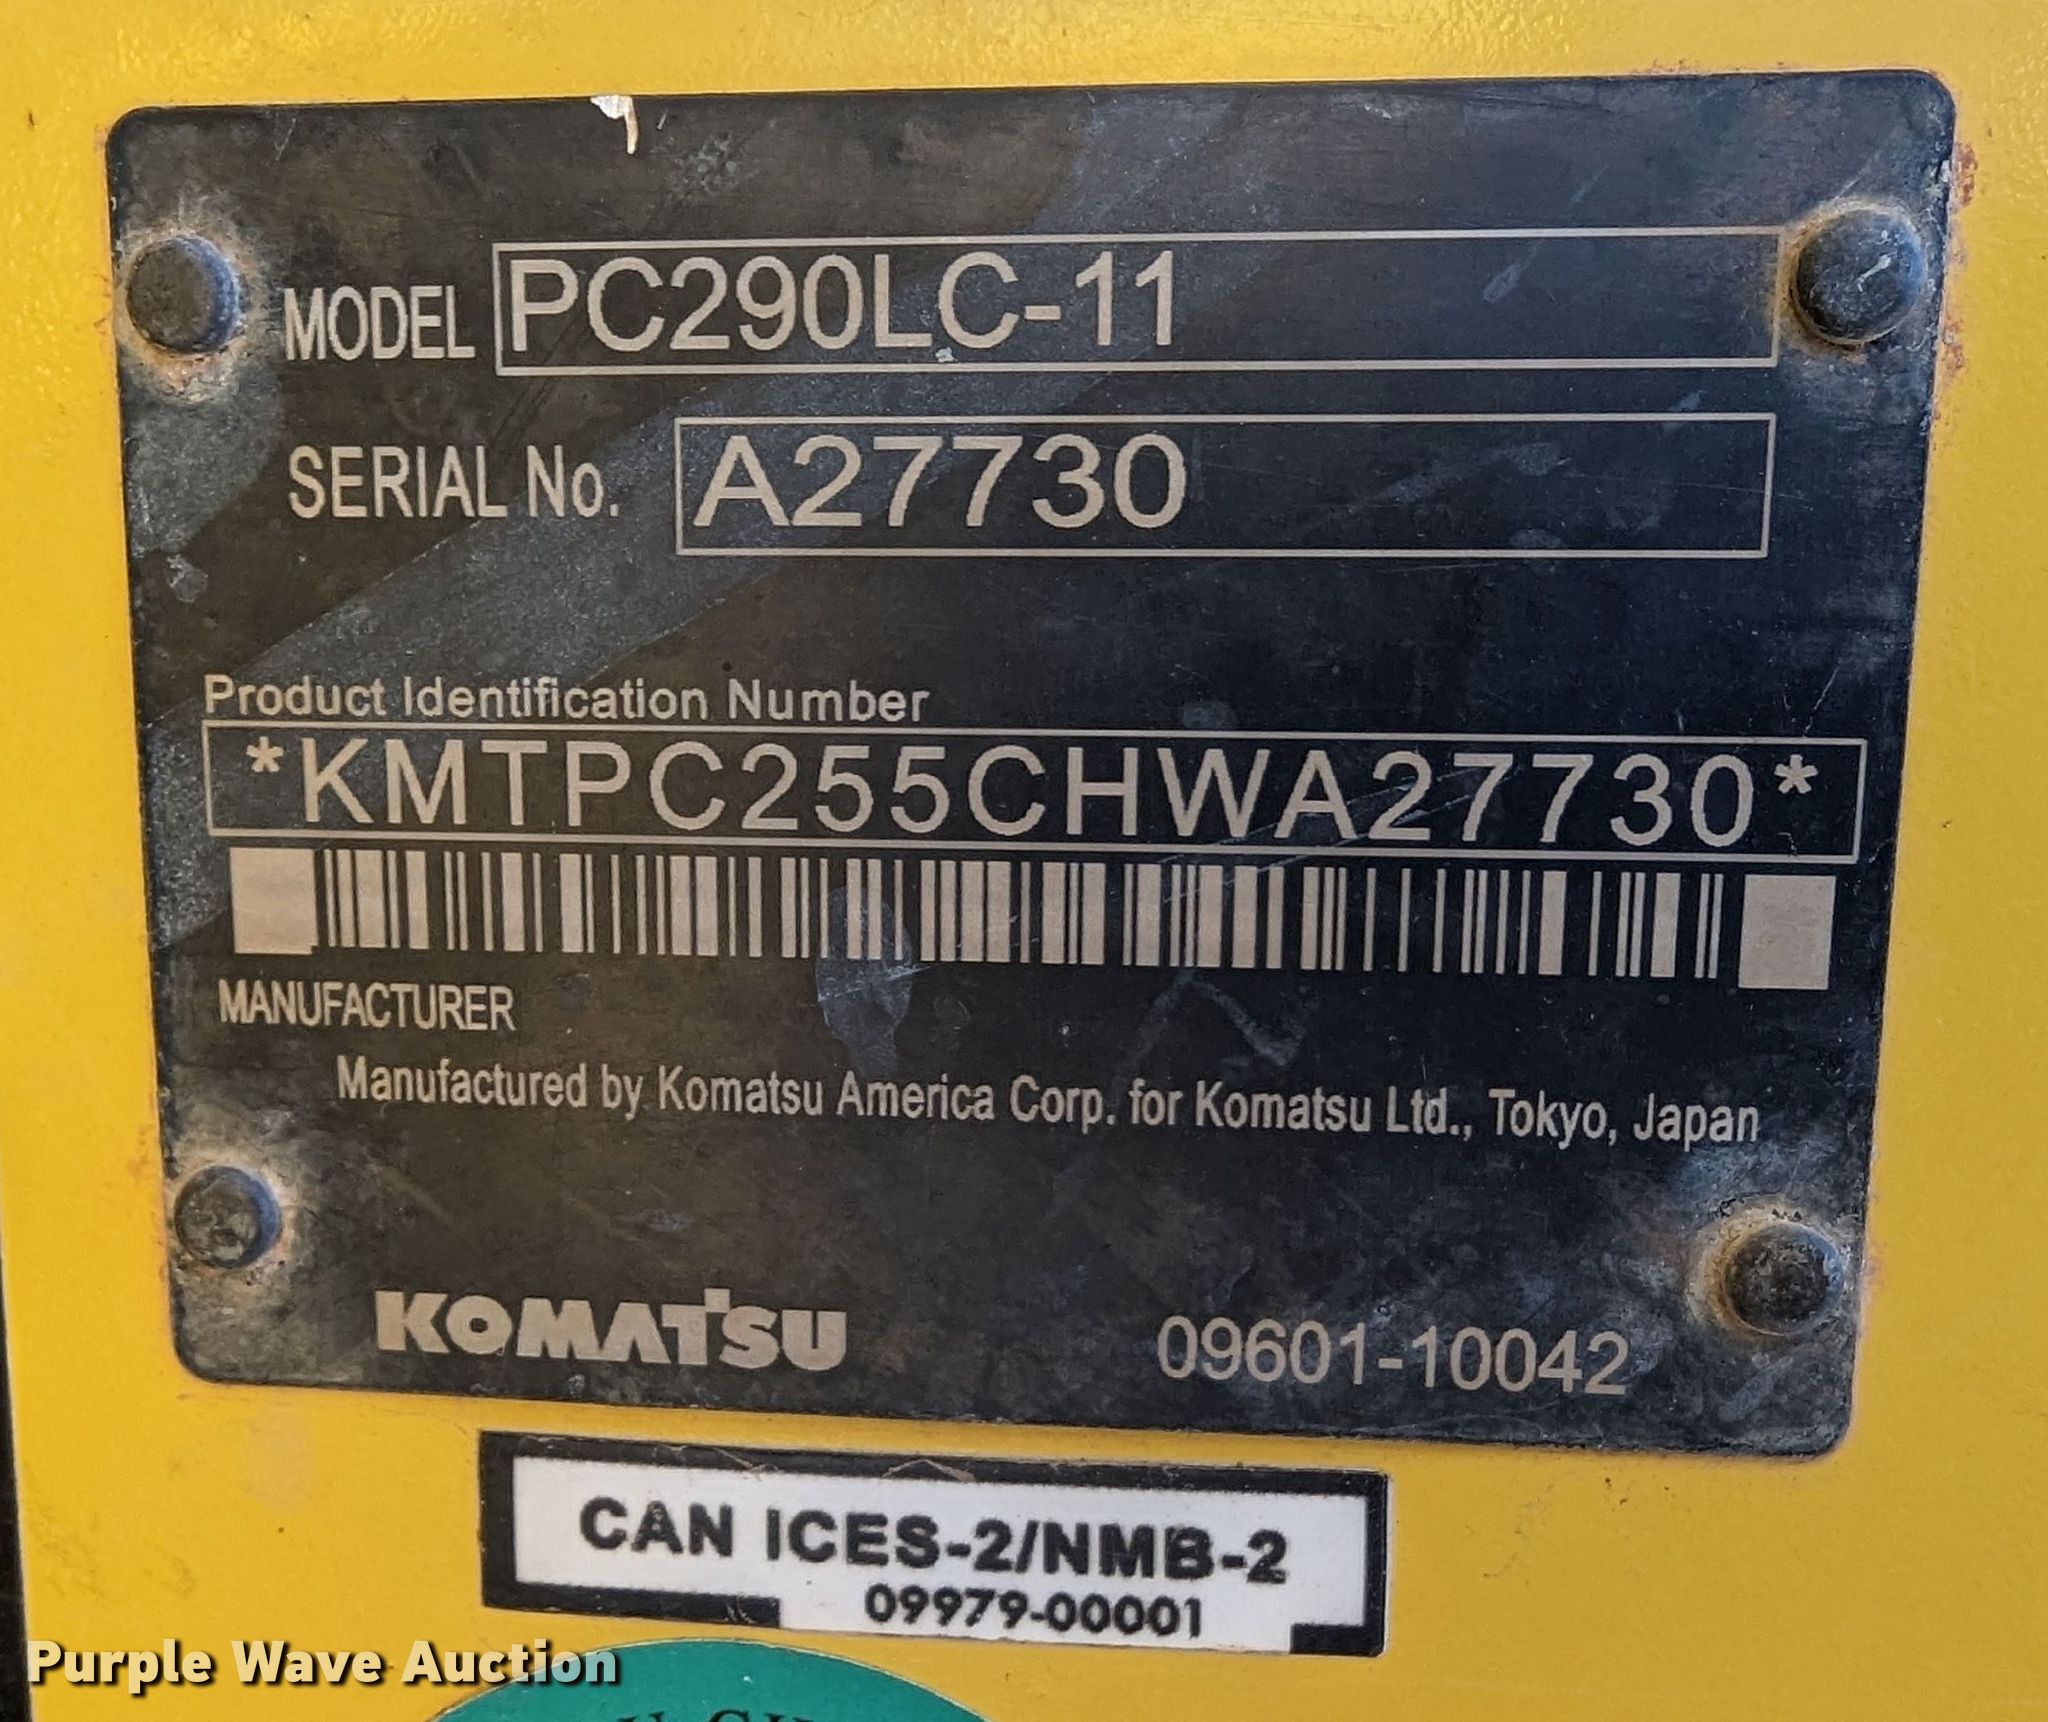 MODEL PC290LC-11
SERIAL No. A27730
Product Identification Number
*KMTPC255CHWA27730*
MANUFACTURER
Manufactured by Komatsu America Corp. for Komatsu Ltd., Tokyo, Japan
KOMATSU 09601-10042
CAN ICES-2/NMB-2
09979-00001
Purple Wave Auction